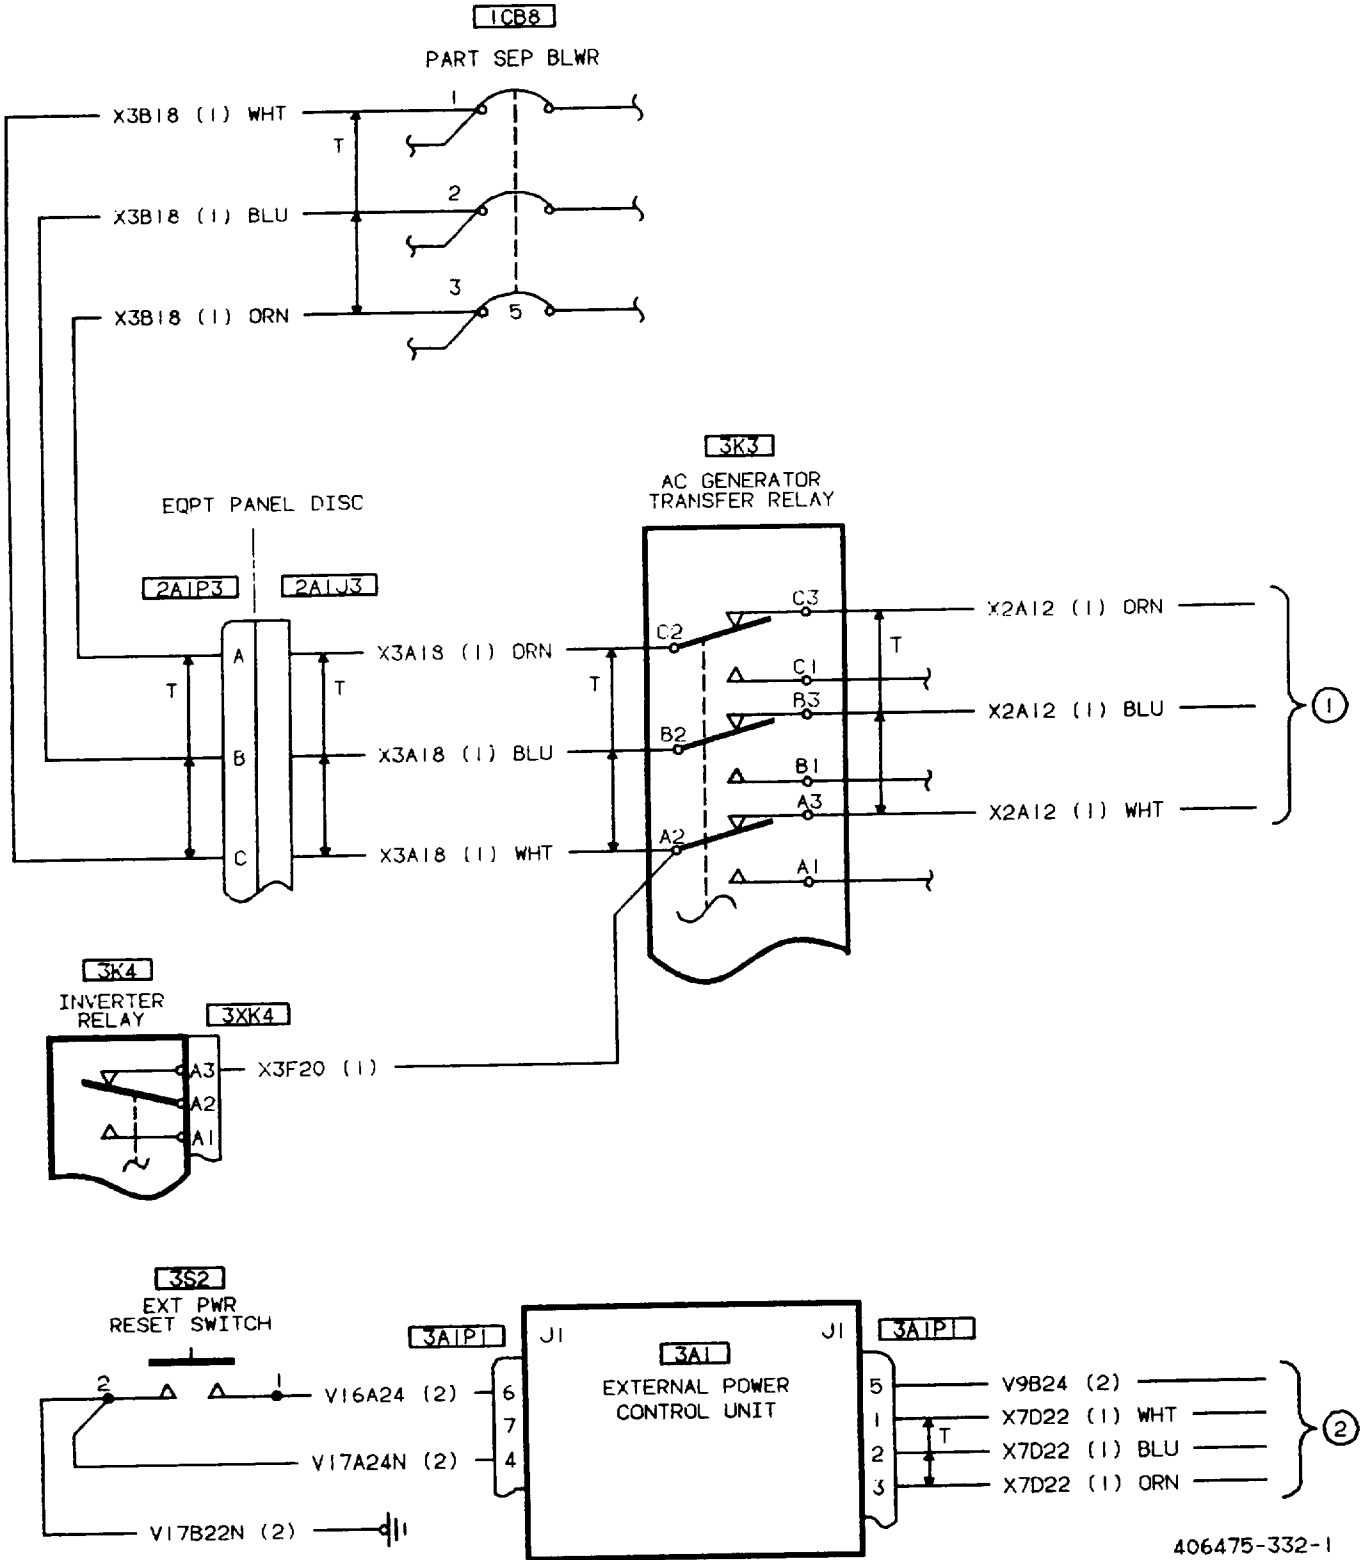 1CB8
PART SEP BLWR
1
X3B18 (1) WHT
T
2
X3B18 (1) BLU
3
X3B18 (1) ORN
5
3K3
AC GENERATOR
TRANSFER RELAY
EQPT PANEL DISC
2A1P3
2A1J3
C3
X2A12 (1) ORN
C2
A
X3A18 (1) ORN
T
T
T
T
C1
B3
X2A12 (1) BLU
1
B2
B
X3A18 (1) BLU
B1
A3
X2A12 (1) WHT
A2
C
X3A18 (1) WHT
A1
3K4
INVERTER
RELAY
3XK4
A3
X3F20 (1)
A2
A1
3S2
EXT PWR
RESET SWITCH
3A1P1
J1
J1
3A1P1
3A1
EXTERNAL POWER
CONTROL UNIT
2
1
V16A24 (2)
6
7
V17A24N (2)
4
5
V9B24 (2)
1
X7D22 (1) WHT
T
2
X7D22 (1) BLU
2
3
X7D22 (1) ORN
V17B22N (2)
1
406475-332-1